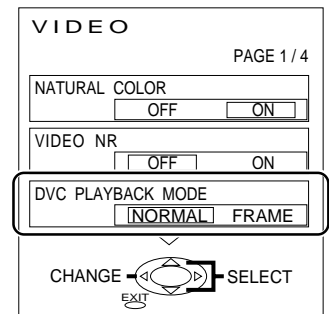 VIDEO
PAGE 1 / 4
NATURAL COLOR
OFF ON
VIDEO NR
OFF ON
DVC PLAYBACK MODE
NORMAL FRAME
CHANGE SELECT
EXIT